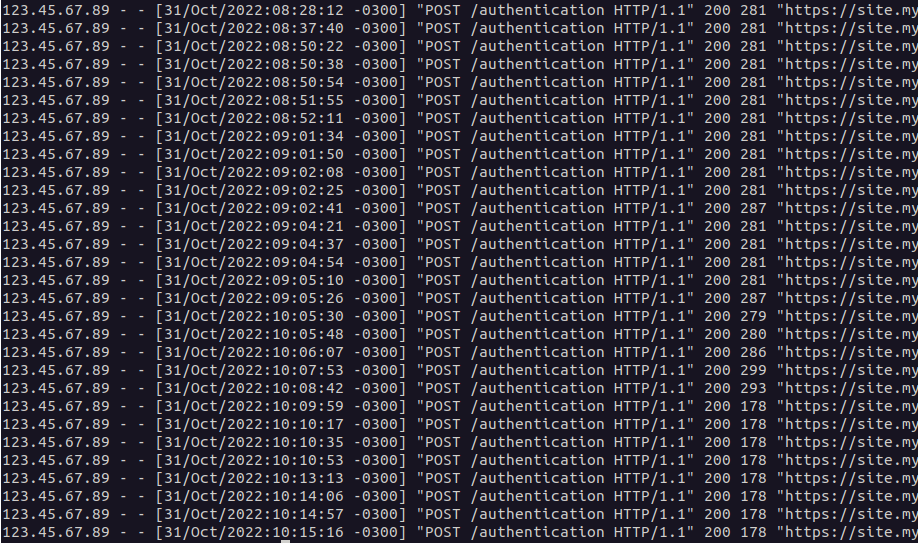 123.45.67.89 - - [31/Oct/2022:08:28:12 -0300] "POST /authentication HTTP/1.1" 200 281 "https://site.my
123.45.67.89 - - [31/Oct/2022:08:37:40 -0300] "POST /authentication HTTP/1.1" 200 281 "https://site.my
123.45.67.89 - - [31/Oct/2022:08:50:22 -0300] "POST /authentication HTTP/1.1" 200 281 "https://site.my
123.45.67.89 - - [31/Oct/2022:08:50:38 -0300] "POST /authentication HTTP/1.1" 200 281 "https://site.my
123.45.67.89 - - [31/Oct/2022:08:50:54 -0300] "POST /authentication HTTP/1.1" 200 281 "https://site.my
123.45.67.89 - - [31/Oct/2022:08:51:55 -0300] "POST /authentication HTTP/1.1" 200 281 "https://site.my
123.45.67.89 - - [31/Oct/2022:08:52:11 -0300] "POST /authentication HTTP/1.1" 200 281 "https://site.my
123.45.67.89 - - [31/Oct/2022:09:01:34 -0300] "POST /authentication HTTP/1.1" 200 281 "https://site.my
123.45.67.89 - - [31/Oct/2022:09:01:50 -0300] "POST /authentication HTTP/1.1" 200 281 "https://site.my
123.45.67.89 - - [31/Oct/2022:09:02:08 -0300] "POST /authentication HTTP/1.1" 200 281 "https://site.my
123.45.67.89 - - [31/Oct/2022:09:02:25 -0300] "POST /authentication HTTP/1.1" 200 281 "https://site.my
123.45.67.89 - - [31/Oct/2022:09:02:41 -0300] "POST /authentication HTTP/1.1" 200 287 "https://site.my
123.45.67.89 - - [31/Oct/2022:09:04:21 -0300] "POST /authentication HTTP/1.1" 200 281 "https://site.my
123.45.67.89 - - [31/Oct/2022:09:04:37 -0300] "POST /authentication HTTP/1.1" 200 281 "https://site.my
123.45.67.89 - - [31/Oct/2022:09:04:54 -0300] "POST /authentication HTTP/1.1" 200 281 "https://site.my
123.45.67.89 - - [31/Oct/2022:09:05:10 -0300] "POST /authentication HTTP/1.1" 200 281 "https://site.my
123.45.67.89 - - [31/Oct/2022:09:05:26 -0300] "POST /authentication HTTP/1.1" 200 287 "https://site.my
123.45.67.89 - - [31/Oct/2022:10:05:30 -0300] "POST /authentication HTTP/1.1" 200 279 "https://site.my
123.45.67.89 - - [31/Oct/2022:10:05:48 -0300] "POST /authentication HTTP/1.1" 200 280 "https://site.my
123.45.67.89 - - [31/Oct/2022:10:06:07 -0300] "POST /authentication HTTP/1.1" 200 286 "https://site.my
123.45.67.89 - - [31/Oct/2022:10:07:53 -0300] "POST /authentication HTTP/1.1" 200 299 "https://site.my
123.45.67.89 - - [31/Oct/2022:10:08:42 -0300] "POST /authentication HTTP/1.1" 200 293 "https://site.my
123.45.67.89 - - [31/Oct/2022:10:09:59 -0300] "POST /authentication HTTP/1.1" 200 178 "https://site.my
123.45.67.89 - - [31/Oct/2022:10:10:17 -0300] "POST /authentication HTTP/1.1" 200 178 "https://site.my
123.45.67.89 - - [31/Oct/2022:10:10:35 -0300] "POST /authentication HTTP/1.1" 200 178 "https://site.my
123.45.67.89 - - [31/Oct/2022:10:10:53 -0300] "POST /authentication HTTP/1.1" 200 178 "https://site.my
123.45.67.89 - - [31/Oct/2022:10:13:13 -0300] "POST /authentication HTTP/1.1" 200 178 "https://site.my
123.45.67.89 - - [31/Oct/2022:10:14:06 -0300] "POST /authentication HTTP/1.1" 200 178 "https://site.my
123.45.67.89 - - [31/Oct/2022:10:14:57 -0300] "POST /authentication HTTP/1.1" 200 178 "https://site.my
123.45.67.89 - - [31/Oct/2022:10:15:16 -0300] "POST /authentication HTTP/1.1" 200 178 "https://site.my